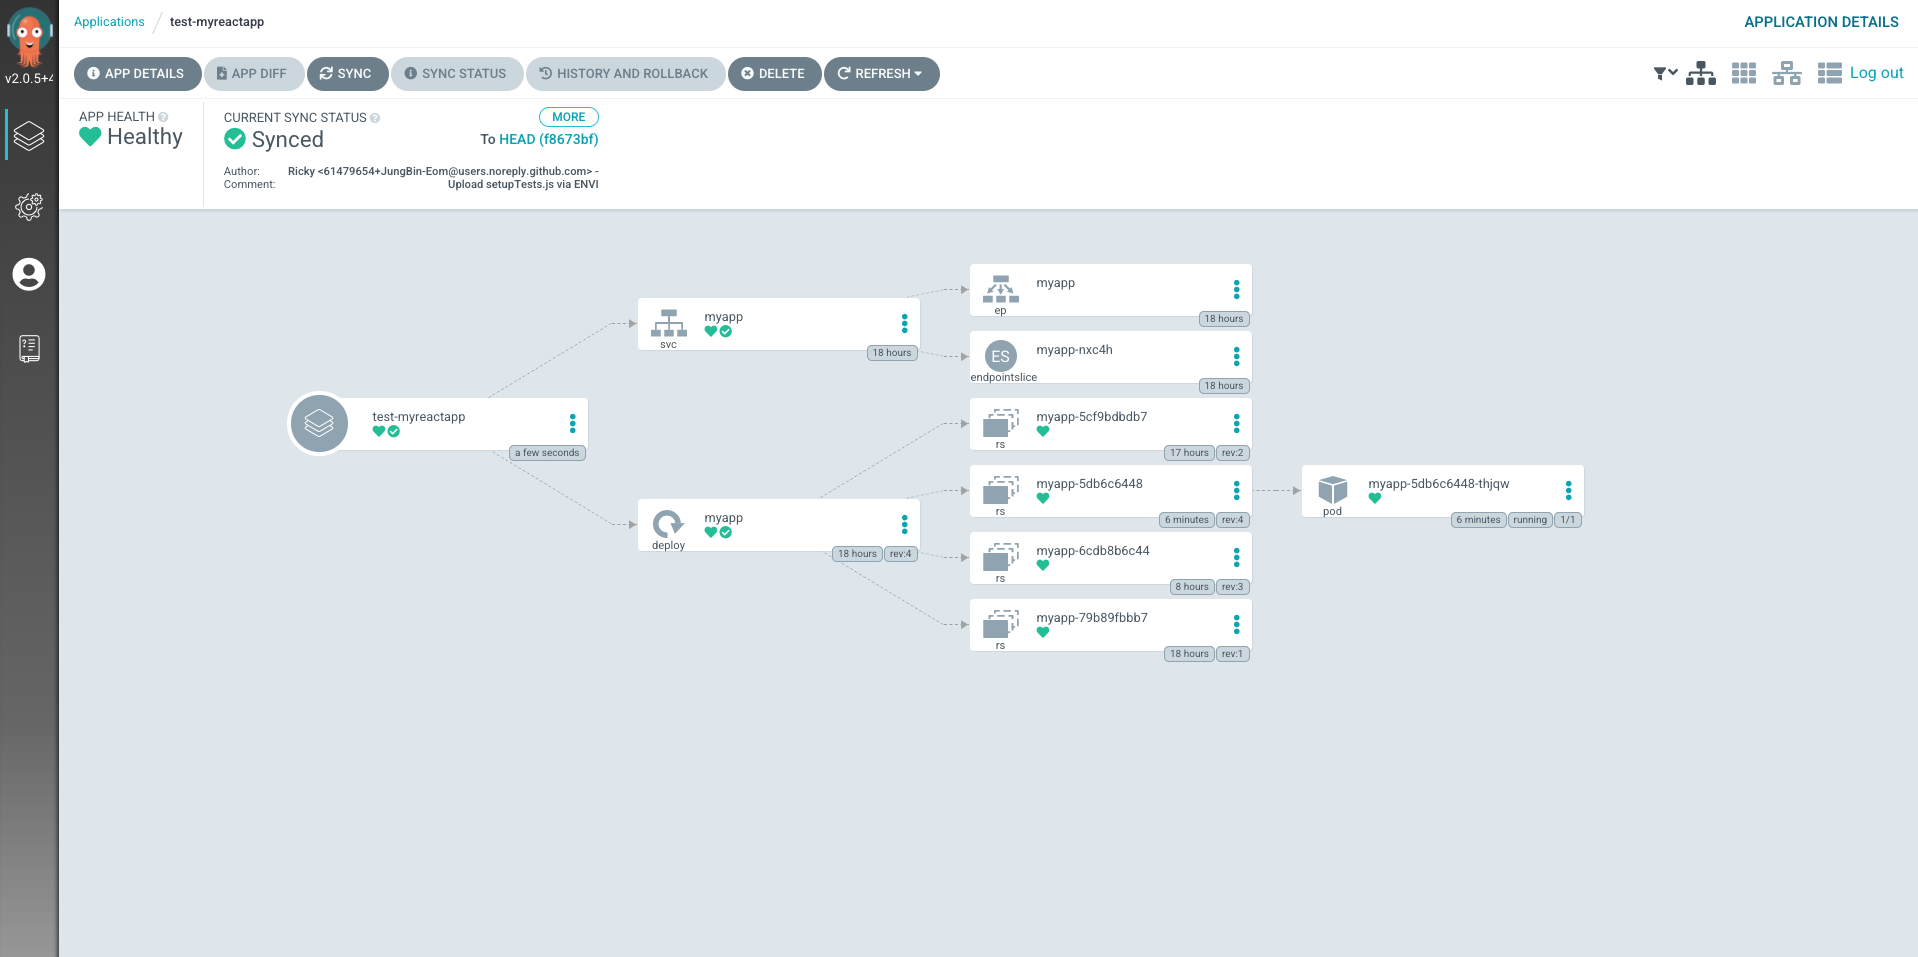 Applications / test-myreactapp
APPLICATION DETAILS
v2.0.5+4
APP DETAILS
APP DIFF
SYNC
SYNC STATUS
HISTORY AND ROLLBACK
DELETE
REFRESH
Log out
APP HEALTH
Healthy
CURRENT SYNC STATUS
MORE
Synced
To HEAD (f8673bf)
Author: Ricky <61479654+JungBin-Eom@users.noreply.github.com> -
Comment: Upload setupTests.js via ENVI
test-myreactapp
a few seconds
svc
myapp
18 hours
deploy
myapp
18 hours
rev:4
ep
myapp
18 hours
ES
endpointslice
myapp-nxc4h
18 hours
rs
myapp-5cf9bdbdb7
17 hours
rev:2
rs
myapp-5db6c6448
6 minutes
rev:4
rs
myapp-6cdb8b6c44
8 hours
rev:3
rs
myapp-79b89fbbb7
18 hours
rev:1
pod
myapp-5db6c6448-thjqw
6 minutes
running
1/1